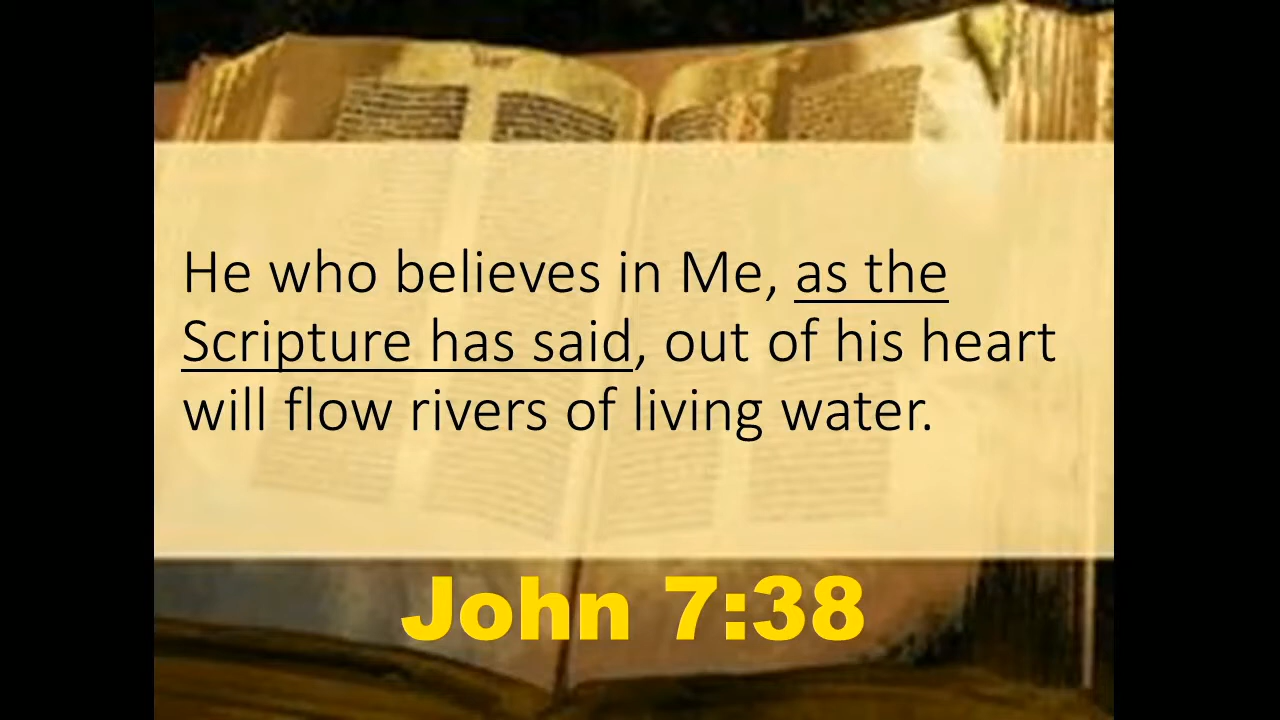 He who believes in Me, as the
Scripture has said, out of his heart
will flow rivers of living water.
John 7:38